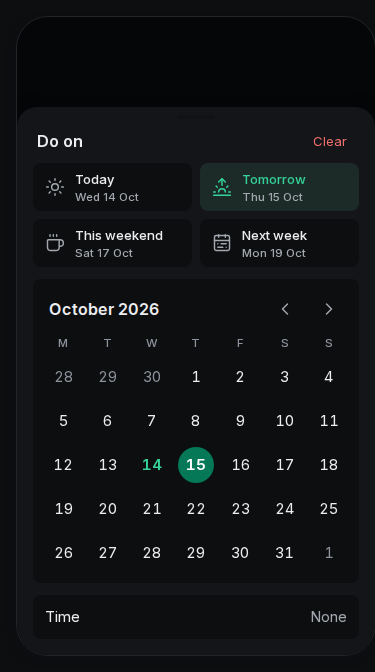 Do on Clear
Today
Wed 14 Oct
Tomorrow
Thu 15 Oct
This weekend
Sat 17 Oct
Next week
Mon 19 Oct
October 2026
M T W T F S S
28 29 30 1 2 3 4
5 6 7 8 9 10 11
12 13 14 15 16 17 18
19 20 21 22 23 24 25
26 27 28 29 30 31 1
Time None